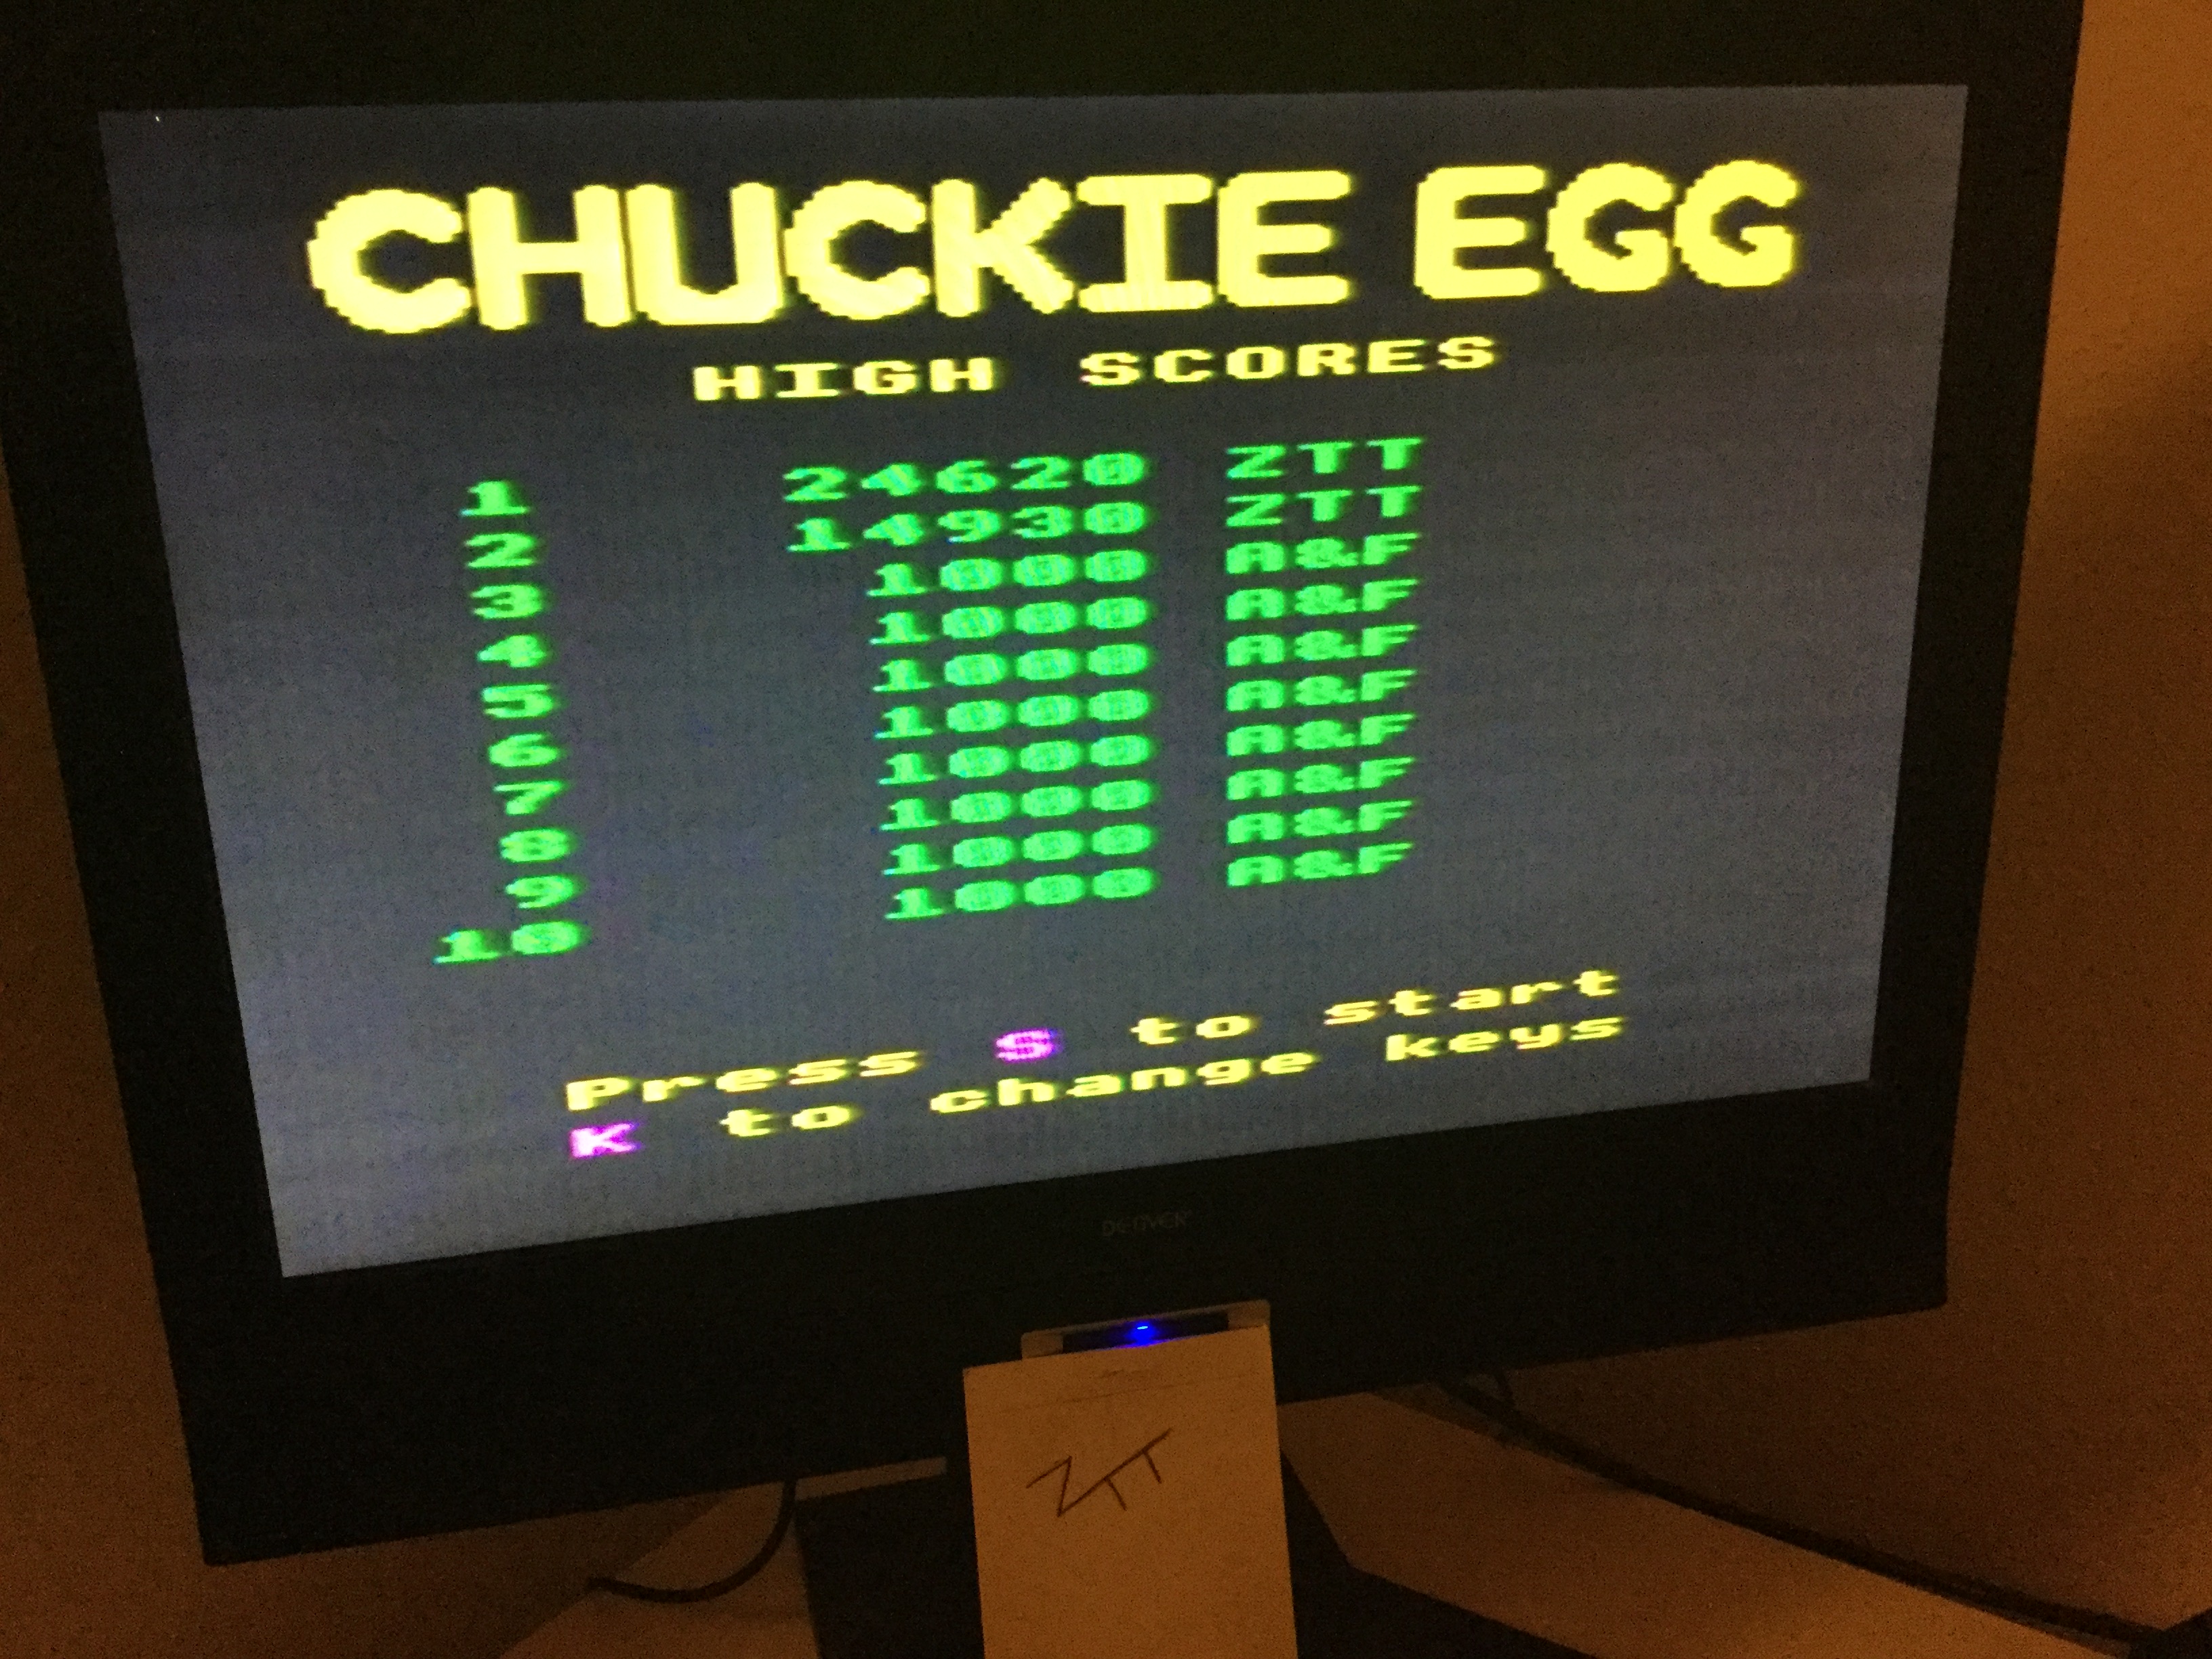 CHUCKIE EGG
HIGH SCORES
1 24620 ZTT
2 14930 ZTT
3 1000 A&F
4 1000 A&F
5 1000 A&F
6 1000 A&F
7 1000 A&F
8 1000 A&F
9 1000 A&F
10 1000 A&F
Press S to start
K to change keys
ZTT